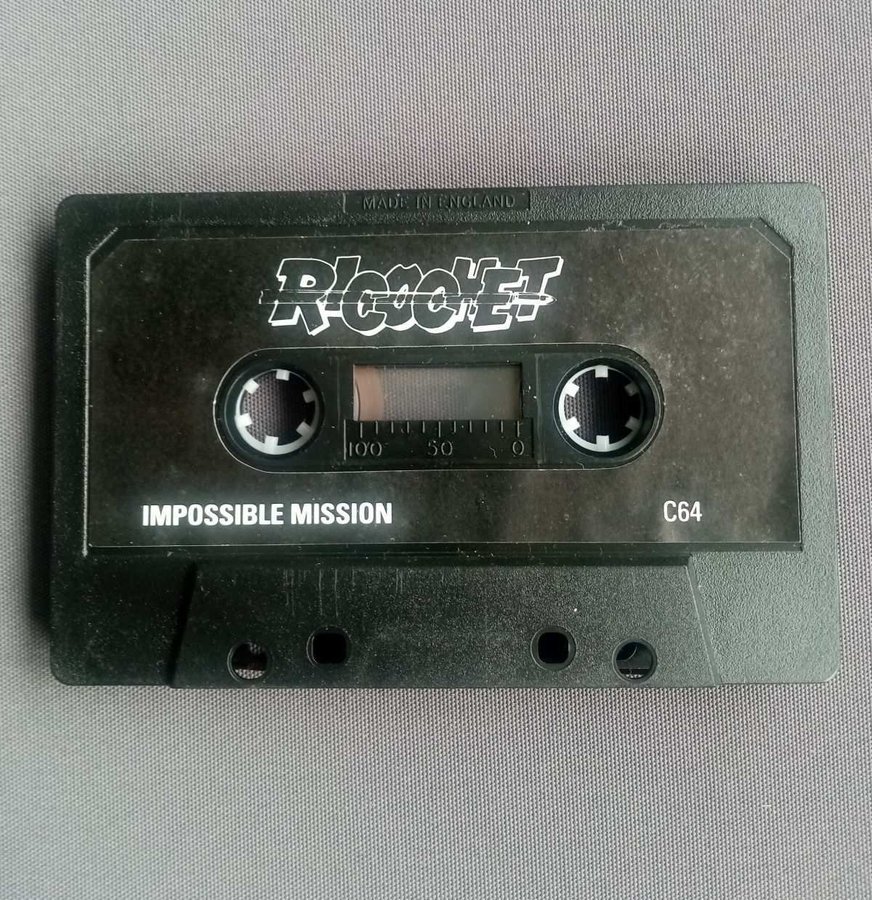 MADE IN ENGLAND
RICOCHET
100 50 0
IMPOSSIBLE MISSION
C64